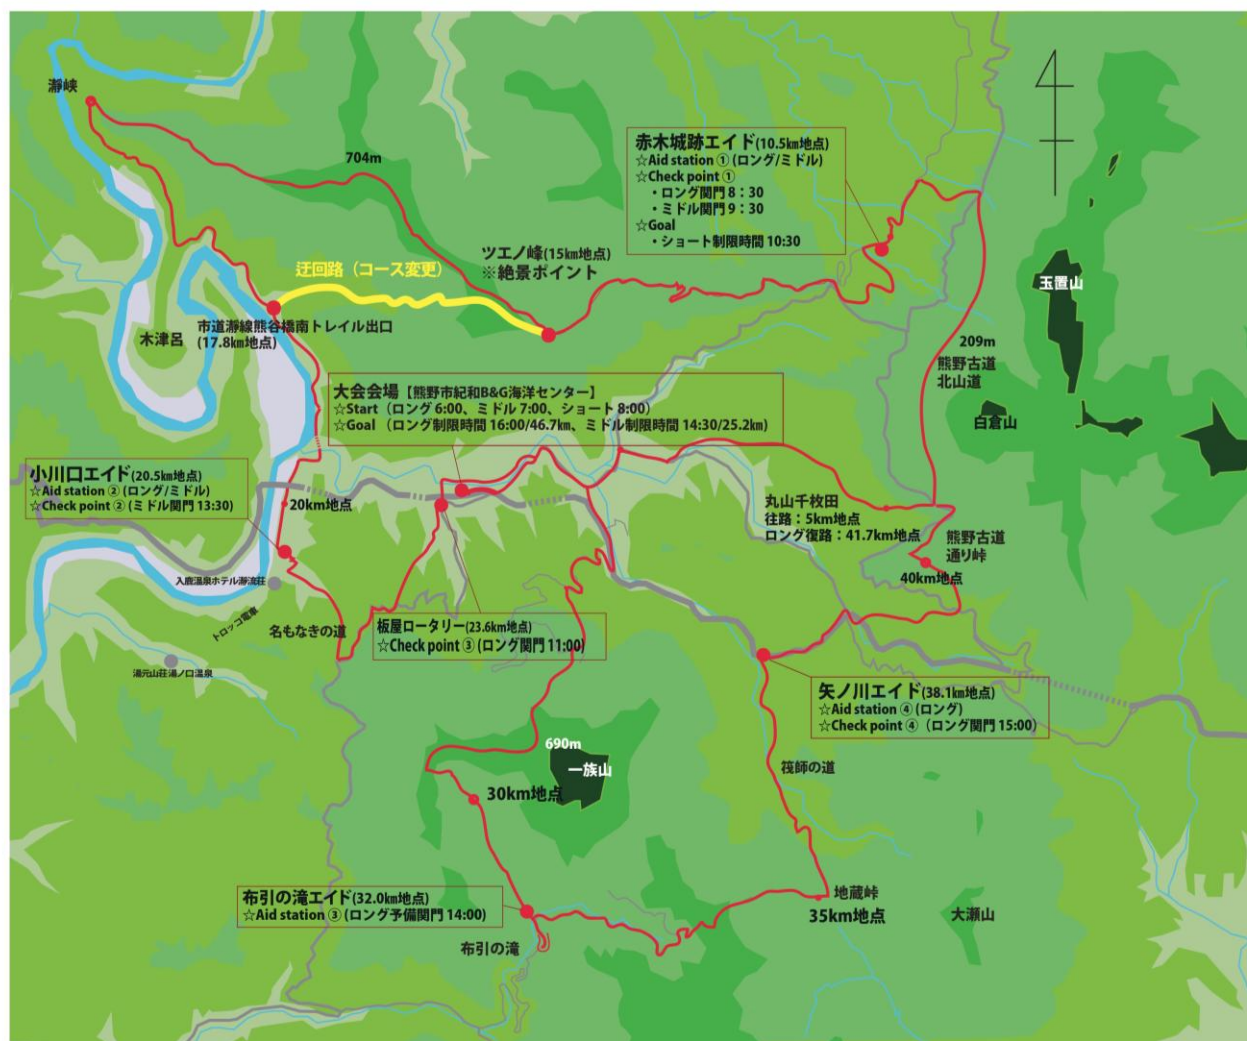 瀞峡
704m
赤木城跡エイド(10.5km地点)
☆Aid station ① (ロング/ミドル)
☆Check point ①
・ロング関門 8：30
・ミドル関門 9：30
☆Goal
・ショート制限時間 10:30
ツエノ峰(15km地点)
※絶景ポイント
迂回路（コース変更）
玉置山
市道瀞線熊谷橋南トレイル出口
(17.8km地点)
木津呂
209m
熊野古道
北山道
白倉山
大会会場【熊野市紀和B&G海洋センター】
☆Start（ロング 6:00、ミドル 7:00、ショート 8:00）
☆Goal （ロング制限時間 16:00/46.7km、ミドル制限時間 14:30/25.2km)
小川口エイド(20.5km地点)
☆Aid station ② (ロング/ミドル)
☆Check point ② (ミドル関門 13:30)
20km地点
丸山千枚田
往路：5km地点
ロング復路：41.7km地点
熊野古道
通り峠
40km地点
入鹿温泉ホテル瀞流荘
トロッコ電車
名もなきの道
湯元山荘湯ノ口温泉
板屋ロータリー(23.6km地点)
☆Check point ③ (ロング関門 11:00)
矢ノ川エイド(38.1km地点)
☆Aid station ④ (ロング)
☆Check point ④（ロング関門 15:00)
690m
一族山
筏師の道
30km地点
布引の滝エイド(32.0km地点)
☆Aid station ③ (ロング予備関門 14:00)
地蔵峠
35km地点
大瀬山
布引の滝